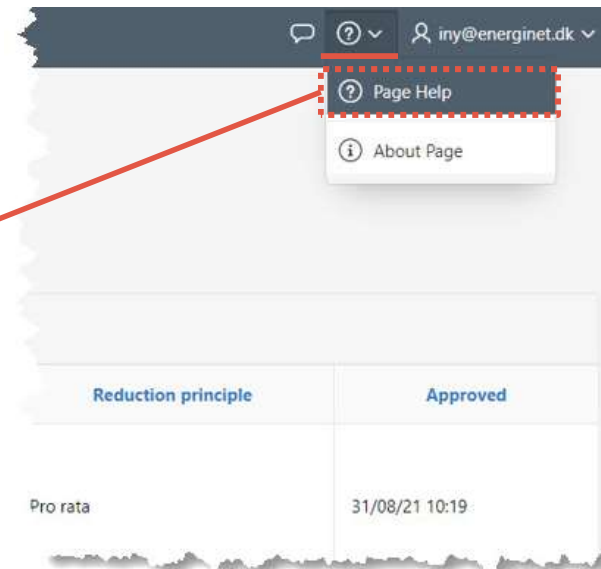 iny@energinet.dk
Page Help
About Page
Reduction principle Approved
Pro rata 31/08/21 10:19